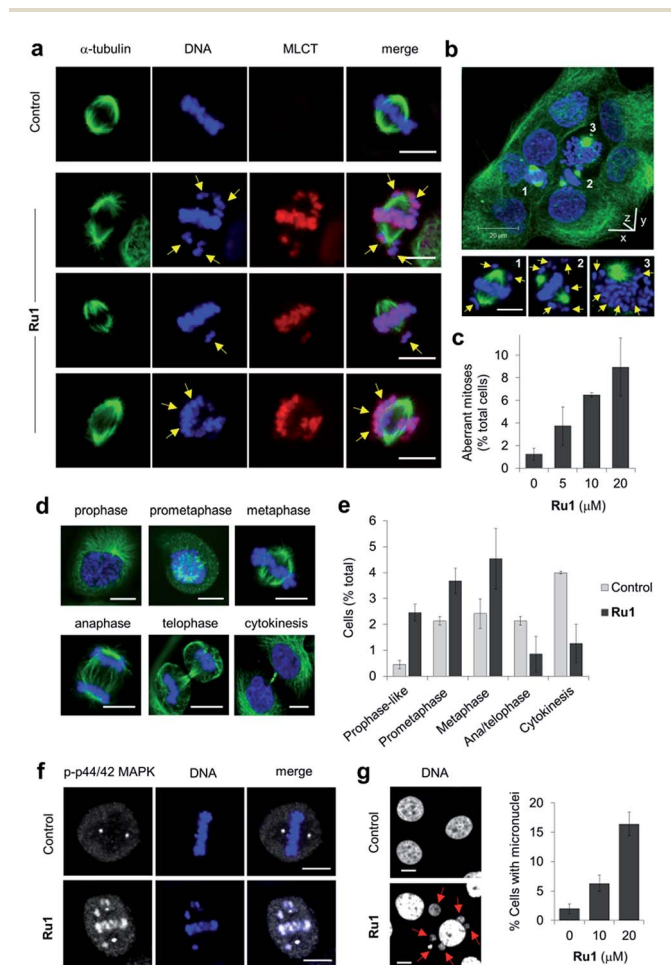 a
α-tubulin DNA MLCT merge
Control
Ru1
b
3
1
2
20 μm
z y
x
1 2 3
c
Aberrant mitoses
(% total cells)
10
8
6
4
2
0
0 5 10 20
Ru1 (μM)
d
prophase prometaphase metaphase
anaphase telophase cytokinesis
e
Cells (% total)
6
5
4
3
2
1
0
Control
Ru1
Prophase-like
Prometaphase
Metaphase
Ana/telophase
Cytokinesis
f
p-p44/42 MAPK DNA merge
Control
Ru1
g
DNA
Control
Ru1
% Cells with micronuclei
20
15
10
5
0
0 10 20
Ru1 (μM)